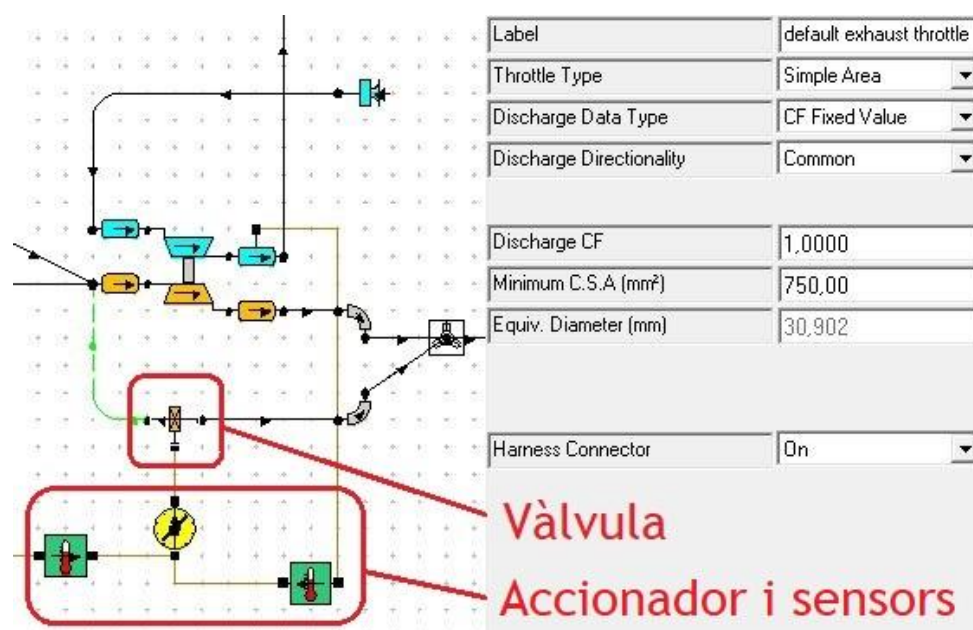 Label default exhaust throttle
Throttle Type Simple Area
Discharge Data Type CF Fixed Value
Discharge Directionality Common
Discharge CF 1,0000
Minimum C.S.A (mm²) 750,00
Equiv. Diameter (mm) 30,902
Harness Connector On
Vàlvula
Accionador i sensors